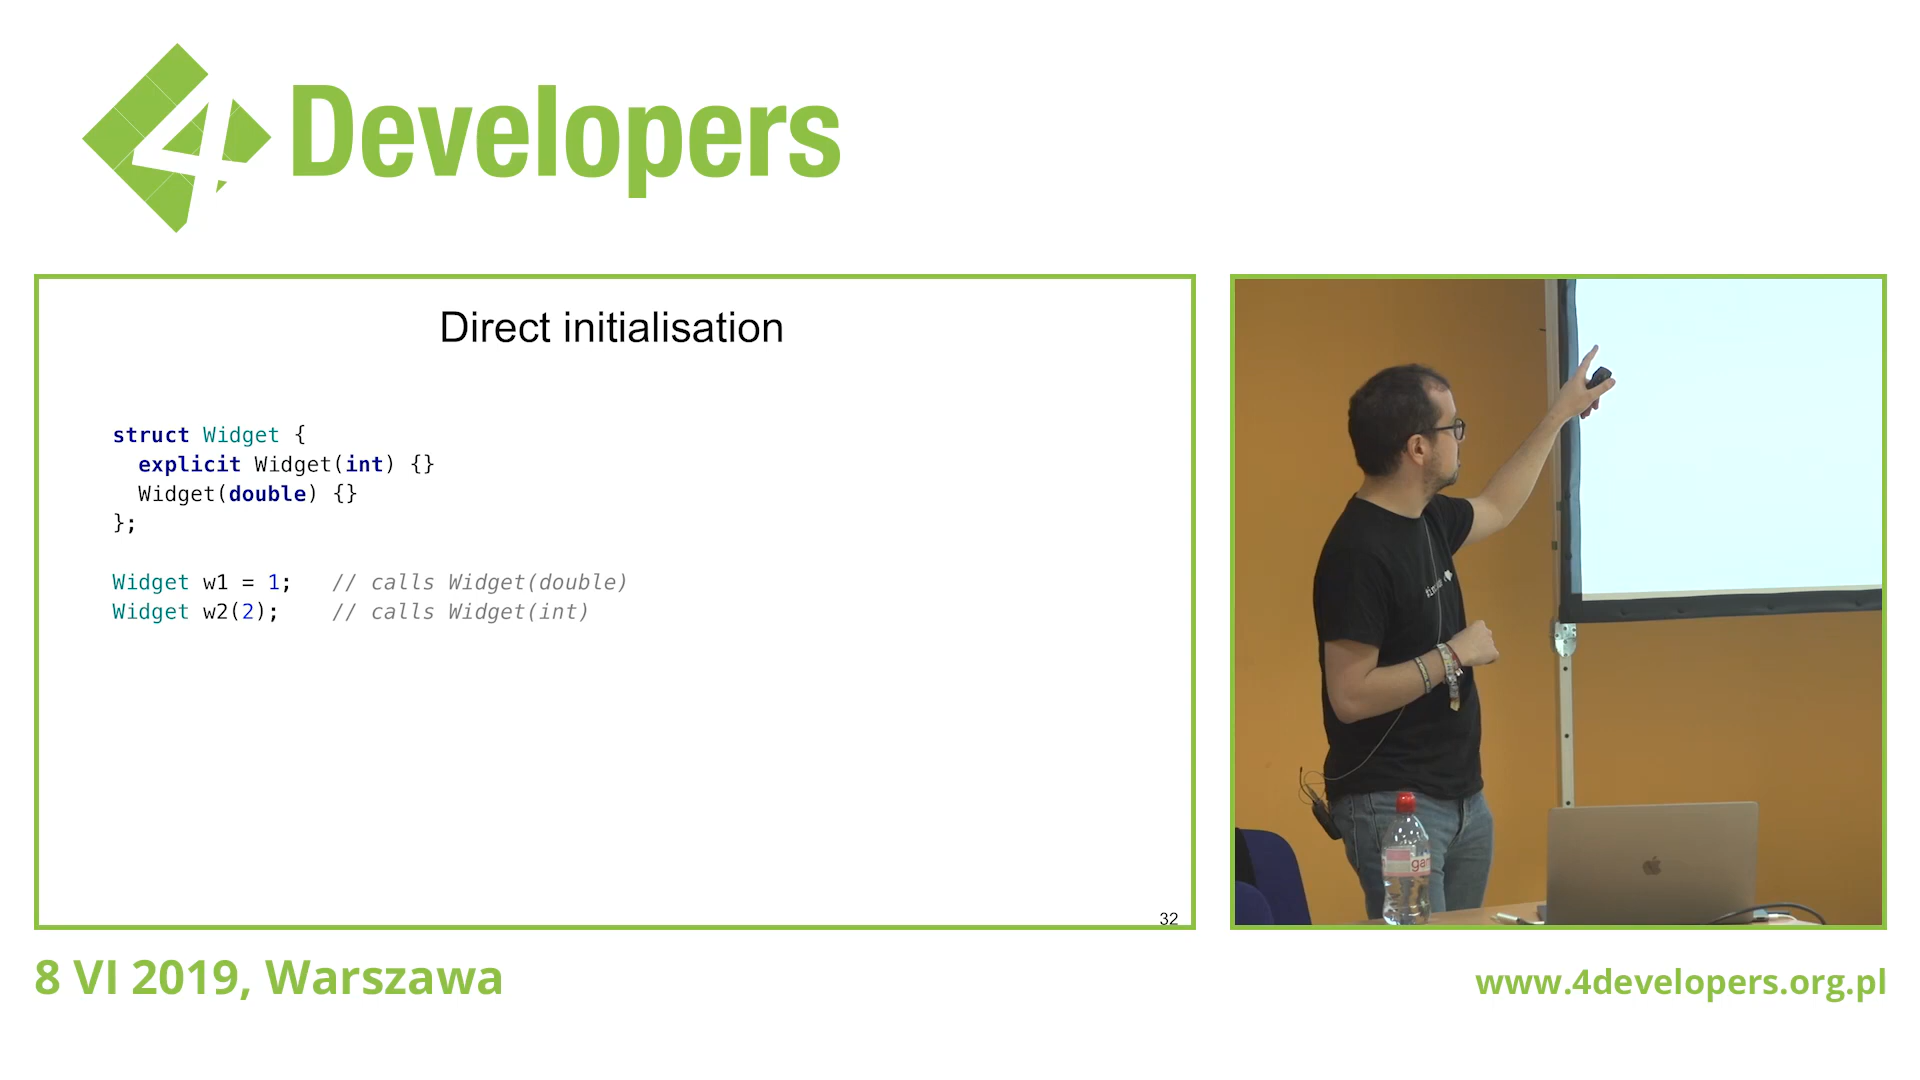 4Developers
Direct initialisation
struct Widget {
explicit Widget(int) {}
Widget(double) {}
};
Widget w1 = 1; // calls Widget(double)
Widget w2(2); // calls Widget(int)
32
8 VI 2019, Warszawa
www.4developers.org.pl